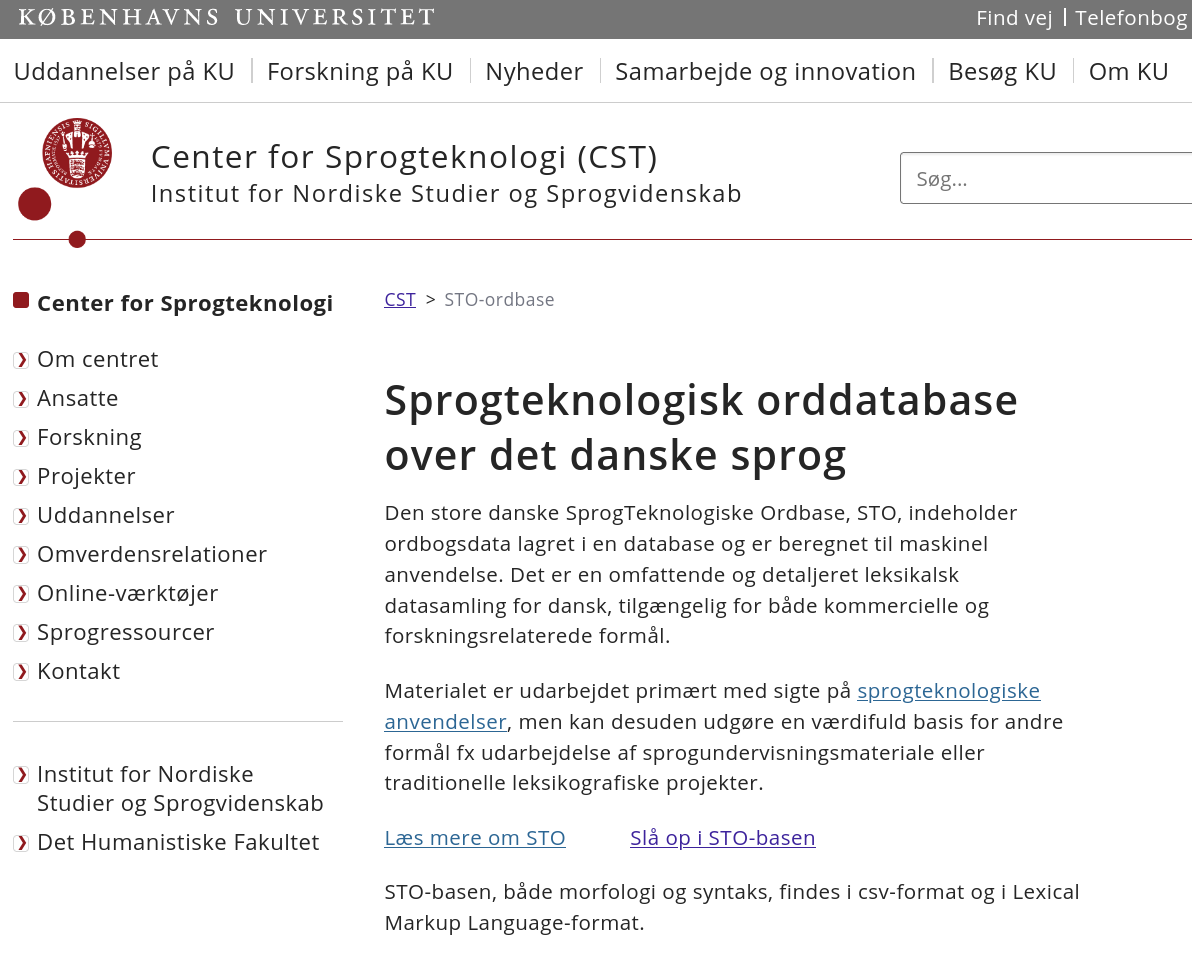 KØBENHAVNS UNIVERSITET
Find vej Telefonbog
Uddannelser på KU Forskning på KU Nyheder Samarbejde og innovation Besøg KU Om KU
Center for Sprogteknologi (CST)
Institut for Nordiske Studier og Sprogvidenskab
Søg...
Center for Sprogteknologi
Om centret
Ansatte
Forskning
Projekter
Uddannelser
Omverdensrelationer
Online-værktøjer
Sprogressourcer
Kontakt
Institut for Nordiske
Studier og Sprogvidenskab
Det Humanistiske Fakultet
CST > STO-ordbase
Sprogteknologisk orddatabase
over det danske sprog
Den store danske SprogTeknologiske Ordbase, STO, indeholder
ordbogsdata lagret i en database og er beregnet til maskinel
anvendelse. Det er en omfattende og detaljeret leksikalsk
datasamling for dansk, tilgængelig for både kommercielle og
forskningsrelaterede formål.
Materialet er udarbejdet primært med sigte på sprogteknologiske
anvendelser, men kan desuden udgøre en værdifuld basis for andre
formål fx udarbejdelse af sprogundervisningsmateriale eller
traditionelle leksikografiske projekter.
Læs mere om STO Slå op i STO-basen
STO-basen, både morfologi og syntaks, findes i csv-format og i Lexical
Markup Language-format.